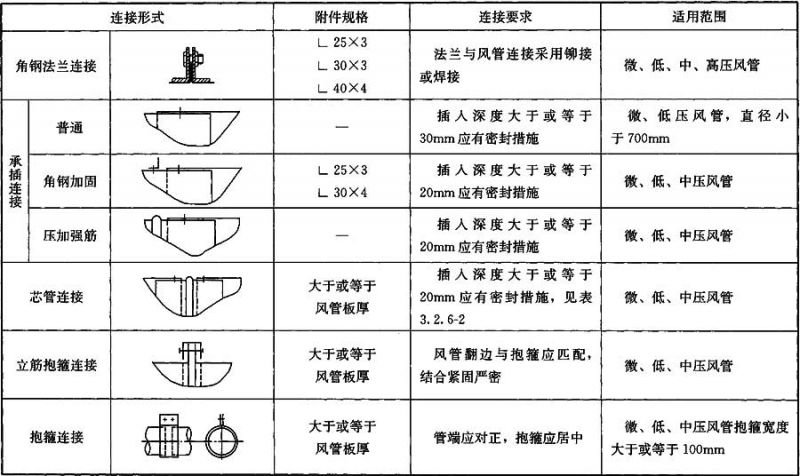 连接形式 附件规格 连接要求 适用范围
角钢法兰连接
∟25×3
∟30×3
∟40×4
法兰与风管连接采用铆接
或焊接
微、低、中、高压风管
承插连接
普通
—
插入深度大于或等于
30mm应有密封措施
微、低压风管，直径小
于700mm
角钢加固
∟25×3
∟30×4
插入深度大于或等于
20mm应有密封措施
微、低、中压风管
压加强筋
—
插入深度大于或等于
20mm应有密封措施
微、低、中压风管
芯管连接
大于或等于
风管板厚
插入深度大于或等于
20mm应有密封措施，见表
3.2.6-2
微、低、中压风管
立筋抱箍连接
大于或等于
风管板厚
风管翻边与抱箍应匹配，
结合紧固严密
微、低、中压风管
抱箍连接
大于或等于
风管板厚
管端应对正，抱箍应居中
微、低、中压风管抱箍宽度
大于或等于100mm